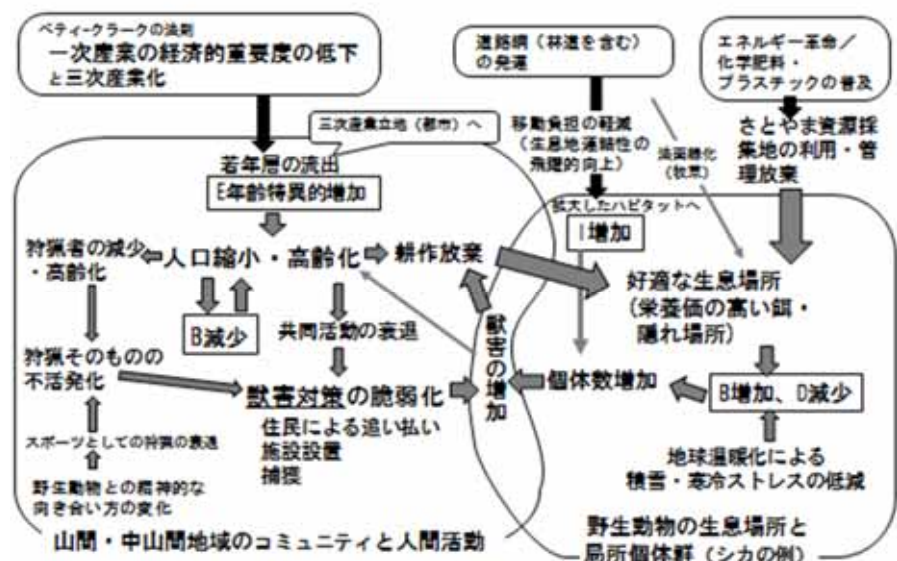 ペティ-クラークの法則
一次産業の経済的重要度の低下
と三次産業化
道路網（林道を含む）
の発達
エネルギー革命／
化学肥料・
プラスチックの普及
三次産業立地（都市）へ
若年層の流出
E年齢特異的増加
移動負担の軽減
（生息地連絡性の
飛躍的向上）
法面緑化
（牧草）
さとやま資源採
集地の利用・管
理放棄
拡大したハビタットへ
I増加
狩猟者の減少
・高齢化
人口縮小・高齢化
耕作放棄
好適な生息場所
（栄養価の高い餌・
隠れ場所）
B減少
共同活動の衰退
獣害の増加
狩猟そのものの
不活発化
獣害対策の脆弱化
住民による追い払い
施設設置
捕獲
個体数増加
B増加、D減少
スポーツとしての狩猟の衰退
地球温暖化による
積雪・寒冷ストレスの低減
野生動物との精神的な
向き合い方の変化
山間・中山間地域のコミュニティと人間活動
野生動物の生息場所と
局所個体群（シカの例）